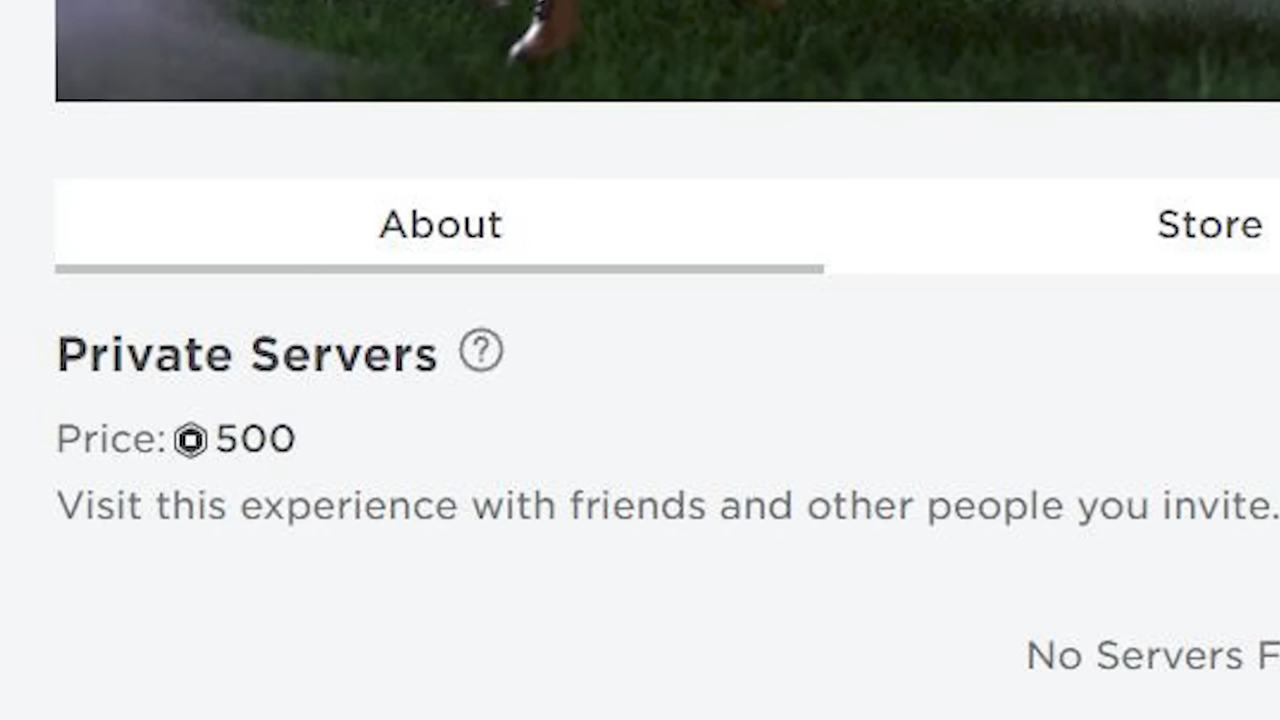 About
Store
Private Servers
Price: 500
Visit this experience with friends and other people you invite.
No Servers F